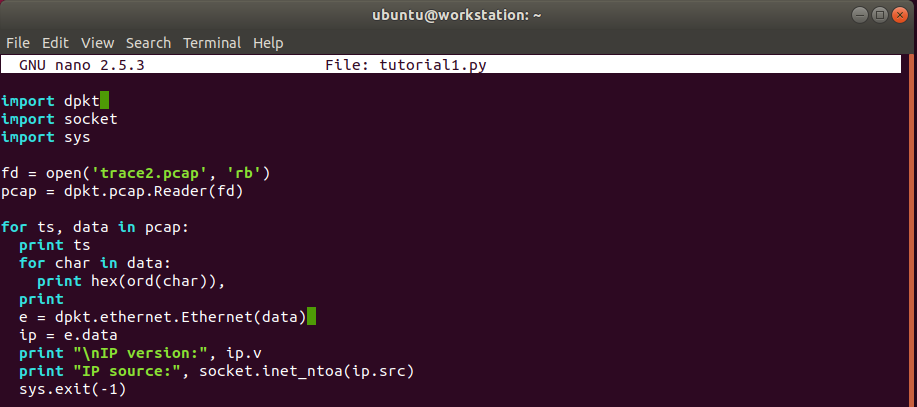 ubuntu@workstation: ~
File Edit View Search Terminal Help
GNU nano 2.5.3 File: tutorial1.py
import dpkt
import socket
import sys
fd = open('trace2.pcap', 'rb')
pcap = dpkt.pcap.Reader(fd)
for ts, data in pcap:
  print ts
  for char in data:
    print hex(ord(char)),
  print
  e = dpkt.ethernet.Ethernet(data)
  ip = e.data
  print "\nIP version:", ip.v
  print "IP source:", socket.inet_ntoa(ip.src)
  sys.exit(-1)